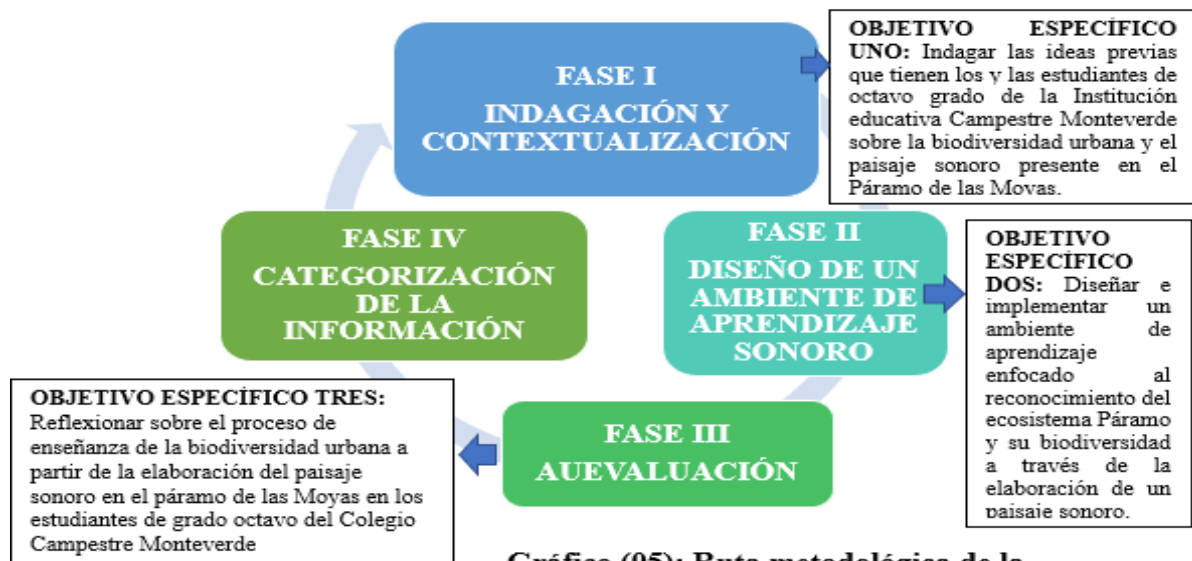 FASE I
INDAGACIÓN Y
CONTEXTUALIZACIÓN
OBJETIVO ESPECÍFICO
UNO: Indagar las ideas previas
que tienen los y las estudiantes de
octavo grado de la Institución
educativa Campestre Monteverde
sobre la biodiversidad urbana y el
paisaje sonoro presente en el
Páramo de las Movas.
FASE II
DISEÑO DE UN
AMBIENTE DE
APRENDIZAJE
SONORO
OBJETIVO
ESPECÍFICO
DOS: Diseñar e
implementar un
ambiente de
aprendizaje
enfocado al
reconocimiento del
ecosistema Páramo
y su biodiversidad
a través de la
elaboración de un
paisaje sonoro.
FASE III
AUEVALUACIÓN
OBJETIVO ESPECÍFICO TRES:
Reflexionar sobre el proceso de
enseñanza de la biodiversidad urbana a
partir de la elaboración del paisaje
sonoro en el páramo de las Moyas en los
estudiantes de grado octavo del Colegio
Campestre Monteverde
FASE IV
CATEGORIZACIÓN
DE LA
INFORMACIÓN
Gráfico (05): Ruta metodológica de la